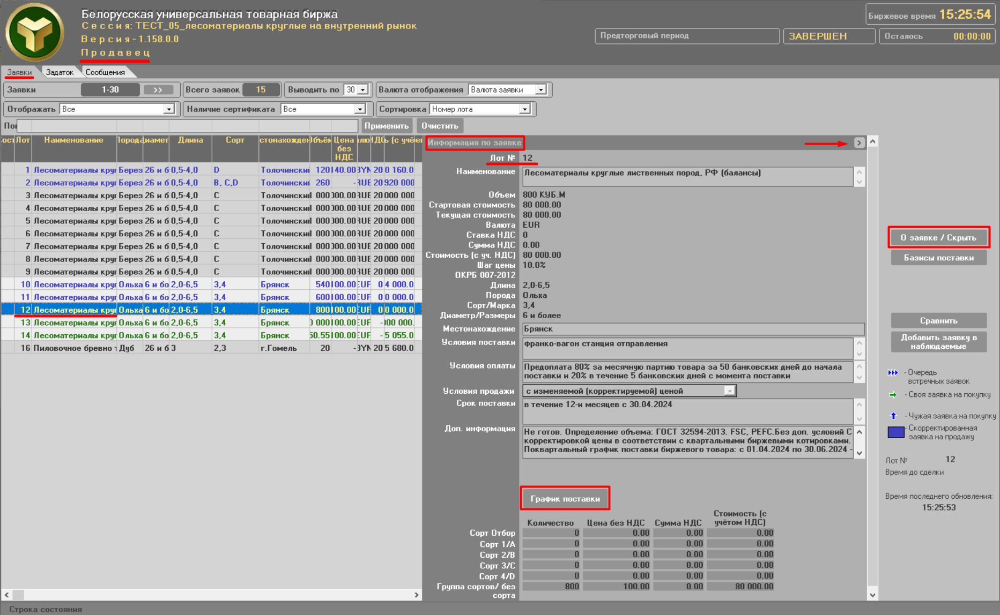 Белорусская универсальная товарная биржа
Сессия: ТЕСТ_05_лесоматериалы круглые на внутренний рынок
Версия - 1.158.0.0
Продавец
Биржевое время 15:25:54
Предторговый период ЗАВЕРШЕН Осталось 00:00:00
Заявки Задаток Сообщения
Заявки 1-30 >> Всего заявок 15 Выводить по 30 Валюта отображения Валюта заявки
Отображать Все Наличие сертификата Все Сортировка Номер лота
Применить Очистить
Лот Наименование Длина Сорт Цена без НДС
1 Лесоматериалы круг Берез 26 и б 0,5-4,0 D Толочински 120 140.00 BYN 20 0 160.0
2 Лесоматериалы круг Берез 26 и б 0,5-4,0 B, C,D Толочински 260 - RUE 20 920 000
3 Лесоматериалы круг Берез 26 и б 0,5-4,0 C Толочински 000 000.00 RUE 20 000 000
4 Лесоматериалы круг Берез 26 и б 0,5-4,0 C Толочински 000 000.00 RUE 20 000 000
5 Лесоматериалы круг Берез 26 и б 0,5-4,0 C Толочински 000 000.00 RUE 20 000 000
6 Лесоматериалы круг Берез 26 и б 0,5-4,0 C Толочински 000 000.00 RUE 20 000 000
7 Лесоматериалы круг Берез 26 и б 0,5-4,0 C Толочински 000 000.00 RUE 20 000 000
8 Лесоматериалы круг Берез 26 и б 0,5-4,0 C Толочински 000 000.00 RUE 20 000 000
9 Лесоматериалы круг Берез 26 и б 0,5-4,0 C Толочински 000 000.00 RUE 20 000 000
10 Лесоматериалы круг Ольха 6 и бо 2,0-6,5 3,4 Брянск 540 100.00 EUF 0 4 000.0
11 Лесоматериалы круг Ольха 6 и бо 2,0-6,5 3,4 Брянск 600 100.00 EUF 0 0 000.0
12 Лесоматериалы круг Ольха 6 и бо 2,0-6,5 3,4 Брянск 800 100.00 EUF 0 0 000.0
13 Лесоматериалы круг Ольха 6 и бо 2,0-6,5 3,4 Брянск 000 100.00 EUF - 000 000.
14 Лесоматериалы круг Ольха 6 и бо 2,0-6,5 3,4 Брянск 50.55 100.00 EUF - 5 055.0
16 Пиловочное бревно т Дуб 26 и б 3 2,3 г.Гомель 20 - BYN 20 5 680.0
Информация по заявке >
Лот № 12
Наименование Лесоматериалы круглые лиственных пород, РФ (балансы)
Объем 800 КУБ.М
Стартовая стоимость 80 000.00
Текущая стоимость 80 000.00
Валюта EUR
Ставка НДС 0
Сумма НДС 0.00
Стоимость (с уч. НДС) 80 000.00
Шаг цены 10.0%
ОКРБ 007-2012
Длина 2,0-6,5
Порода Ольха
Сорт/Марка 3,4
Диаметр/Размеры 6 и более
Местонахождение Брянск
Условия поставки франко-вагон станция отправления
Условия оплаты Предоплата 80% за месячную партию товара за 50 банковских дней до начала
поставки и 20% в течение 5 банковских дней с момента поставки
Условия продажи с изменяемой (корректируемой) ценой
Срок поставки в течение 12-и месяцев с 30.04.2024
Доп. информация Не готов. Определение объема: ГОСТ 32594-2013. FSC, PEFC.Без доп. условий С
корректировкой цены в соответствии с квартальными биржевыми котировками.
Поквартальный график поставки биржевого товара: с 01.04.2024 по 30.06.2024 -
График поставки
Количество Цена без НДС Сумма НДС Стоимость (с учётом НДС)
Сорт Отбор 0 0.00 0.00 0.00
Сорт 1/А 0 0.00 0.00 0.00
Сорт 2/В 0 0.00 0.00 0.00
Сорт 3/С 0 0.00 0.00 0.00
Сорт 4/D 0 0.00 0.00 0.00
Группа сортов/ без сорта 800 100.00 0.00 80 000.00
О заявке / Скрыть
Базисы поставки
Сравнить
Добавить заявку в
наблюдаемые
- Очередь
встречных заявок
- Своя заявка на покупку
- Чужая заявка на покупку
- Скорректированная
заявка на продажу
Лот № 12
Время до сделки
Время последнего обновления:
15:25:53
Строка состояния